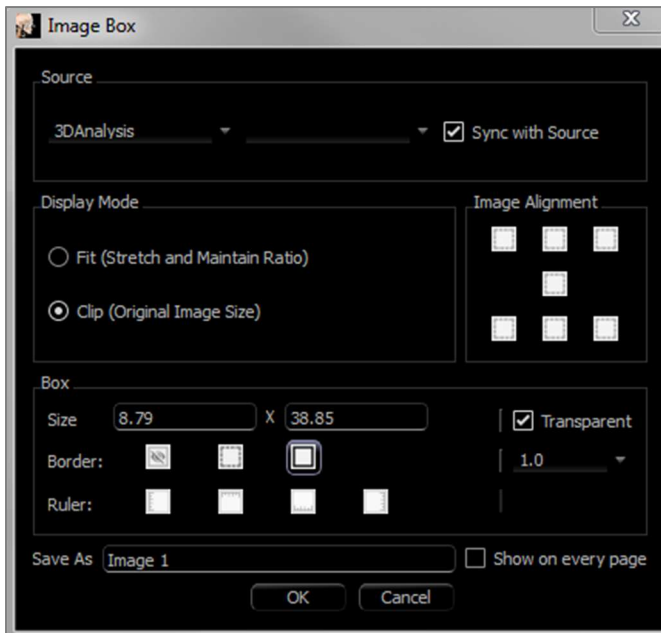 Image Box
Source
3DAnalysis
Sync with Source
Display Mode
Image Alignment
Fit (Stretch and Maintain Ratio)
Clip (Original Image Size)
Box
Size 8.79 X 38.85 Transparent
Border: 1.0
Ruler:
Save As Image 1 Show on every page
OK Cancel